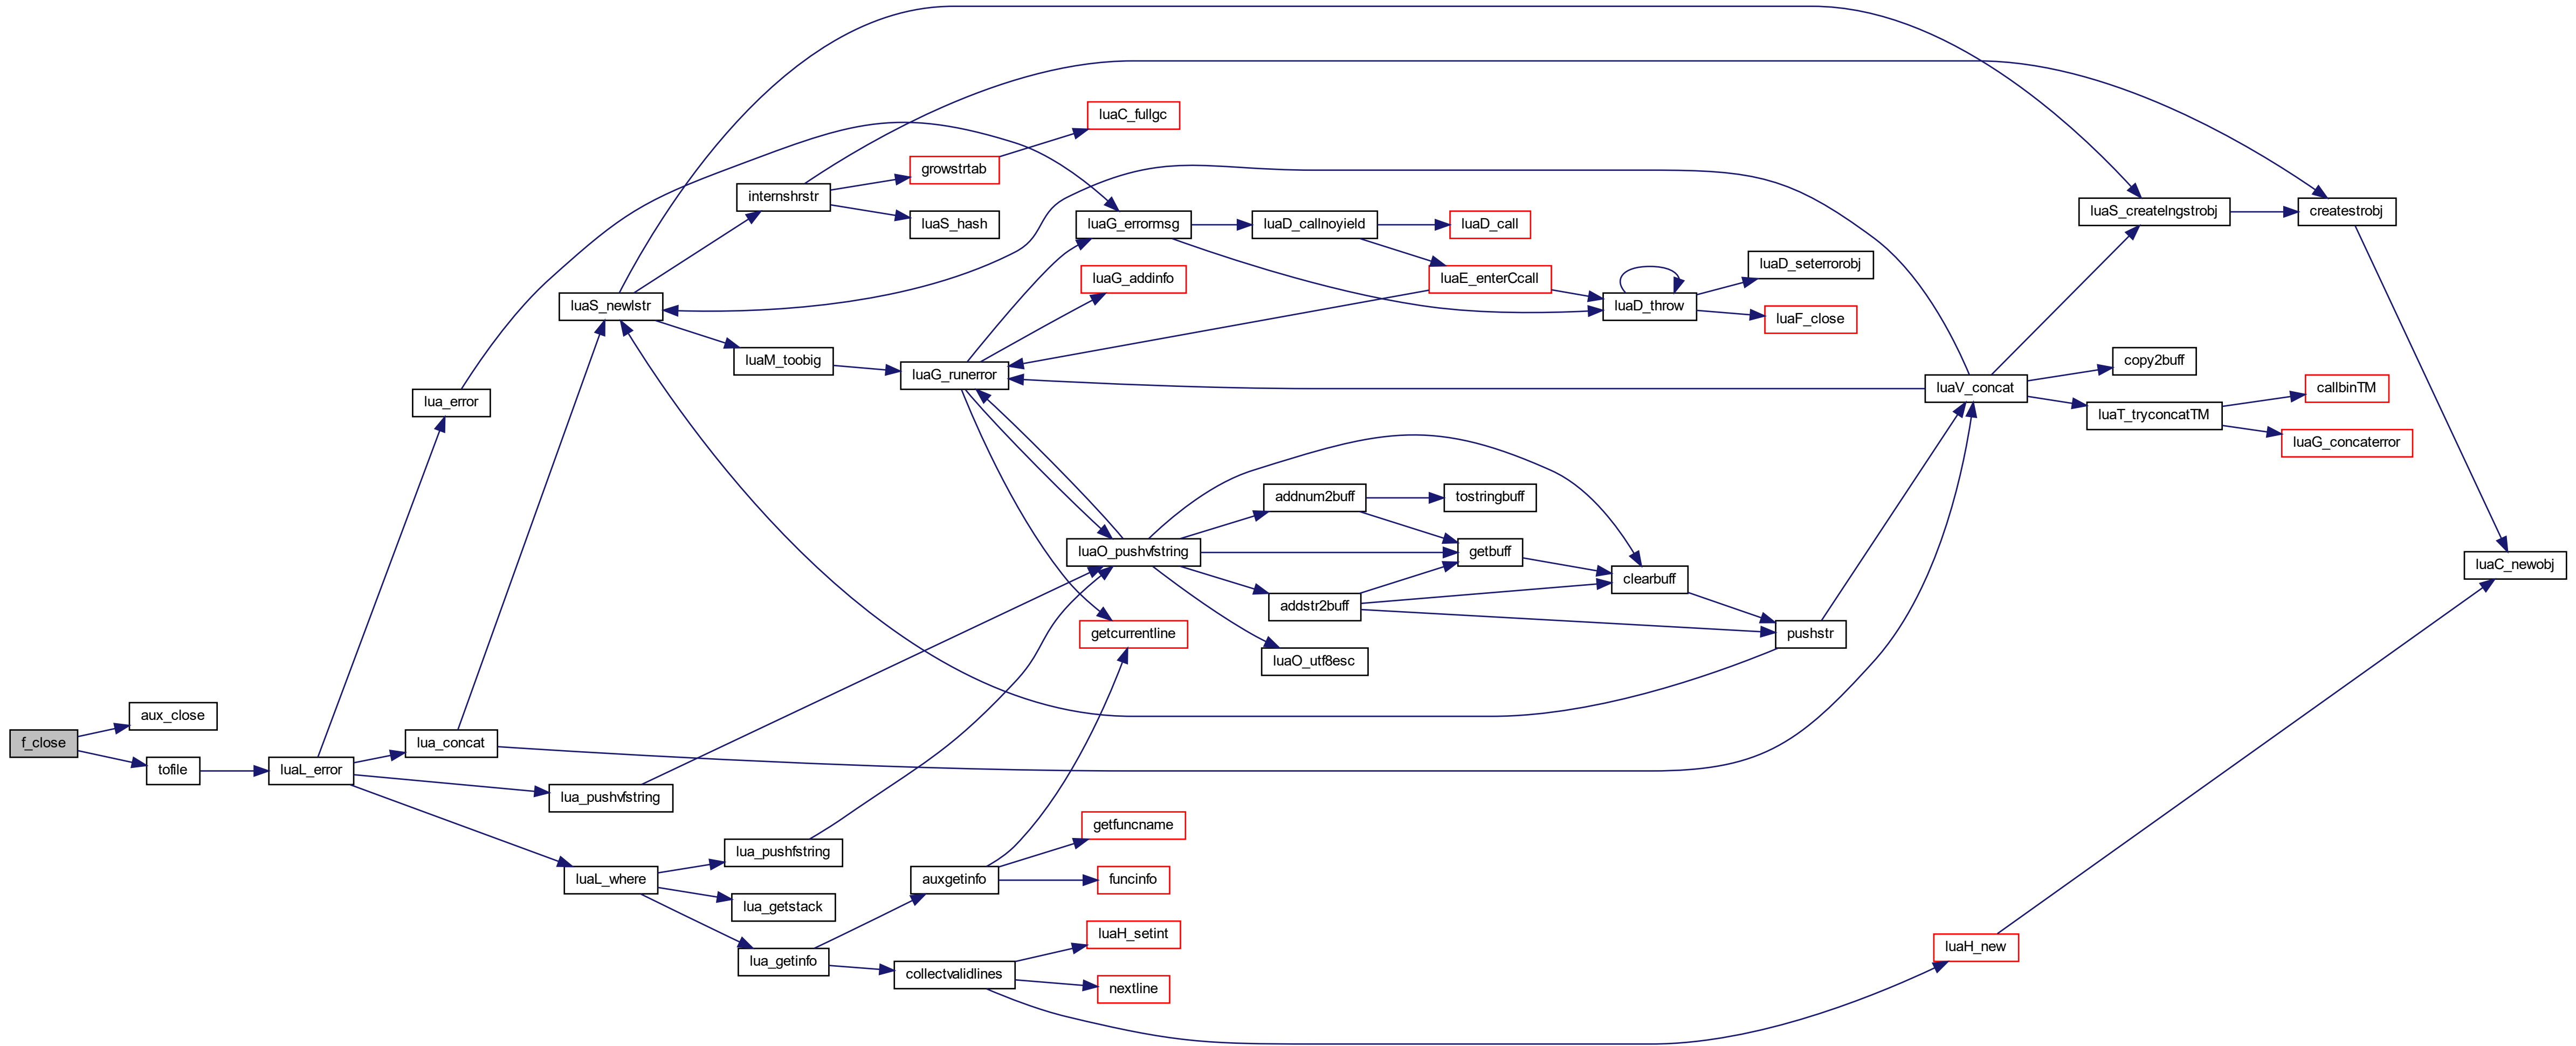 f_close
aux_close
tofile
luaL_error
lua_error
lua_concat
lua_pushvfstring
luaL_where
luaS_newlstr
internshrstr
luaM_toobig
lua_pushfstring
lua_getstack
lua_getinfo
growstrtab
luaS_hash
luaG_runerror
auxgetinfo
collectvalidlines
luaC_fullgc
luaG_errormsg
luaG_addinfo
luaO_pushvfstring
getcurrentline
getfuncname
funcinfo
luaH_setint
nextline
luaD_callnoyield
addnum2buff
addstr2buff
luaO_utf8esc
luaD_call
luaE_enterCcall
tostringbuff
getbuff
luaD_throw
clearbuff
luaD_seterrorobj
luaF_close
pushstr
luaV_concat
luaH_new
luaS_createlngstrobj
copy2buff
luaT_tryconcatTM
createstrobj
callbinTM
luaG_concaterror
luaC_newobj